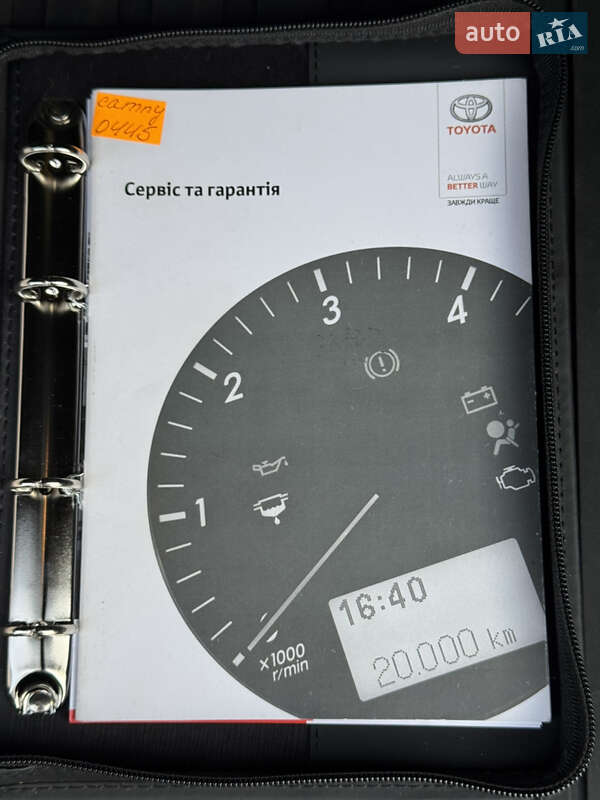 auto RIA
.com
camry
0445
TOYOTA
ALWAYS A
BETTER WAY
ЗАВЖДИ КРАЩЕ
Сервіс та гарантія
1
2
3
4
16:40
20.000 km
x1000
r/min